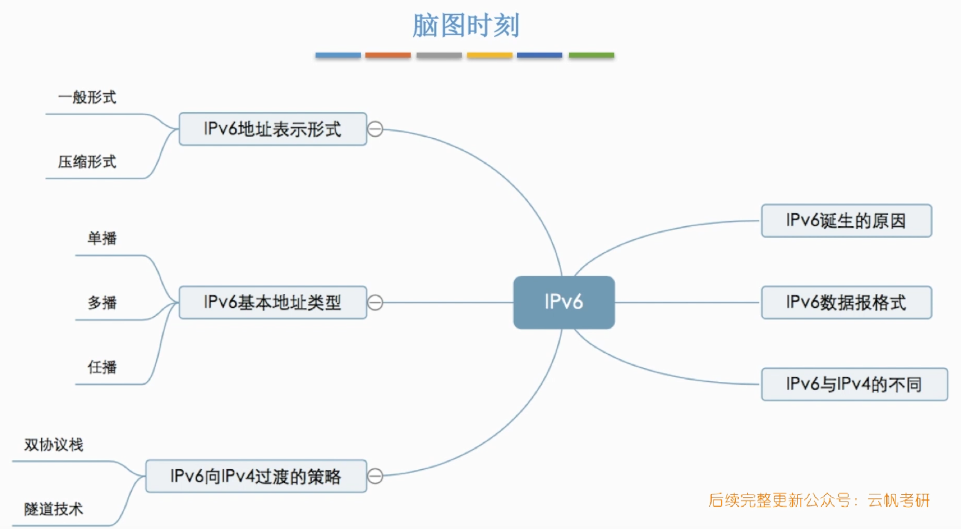 脑图时刻
一般形式
压缩形式
IPv6地址表示形式
单播
多播
任播
IPv6基本地址类型
双协议栈
隧道技术
IPv6向IPv4过渡的策略
IPv6
IPv6诞生的原因
IPv6数据报格式
IPv6与IPv4的不同
后续完整更新公众号：云帆考研